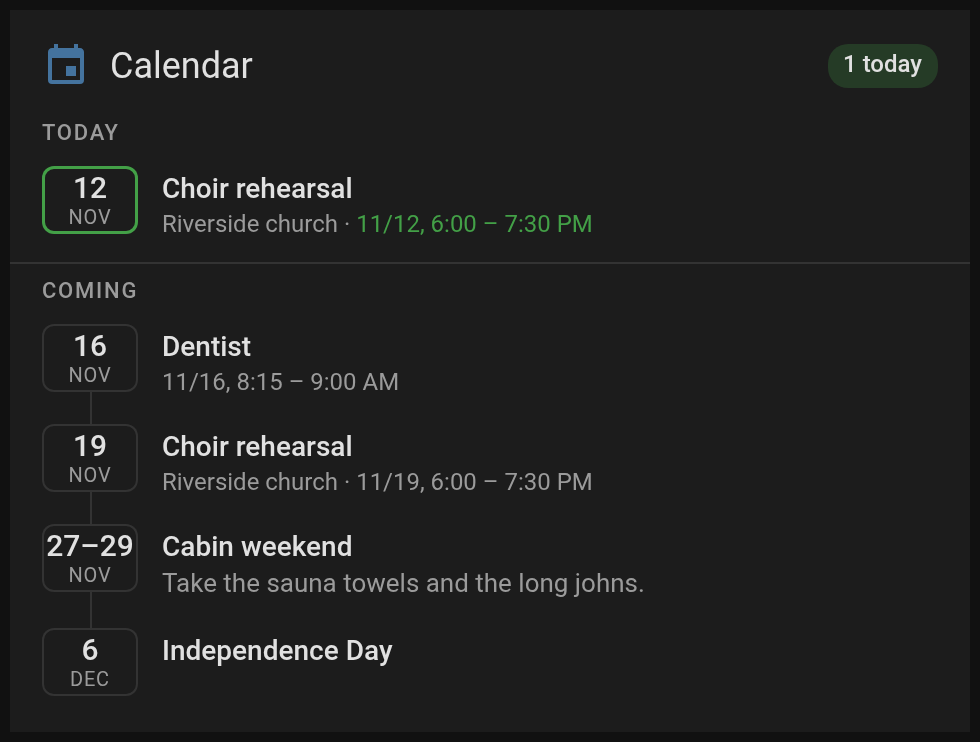 Calendar
1 today
TODAY
12
NOV
Choir rehearsal
Riverside church · 11/12, 6:00 – 7:30 PM
COMING
16
NOV
Dentist
11/16, 8:15 – 9:00 AM
19
NOV
Choir rehearsal
Riverside church · 11/19, 6:00 – 7:30 PM
27–29
NOV
Cabin weekend
Take the sauna towels and the long johns.
6
DEC
Independence Day